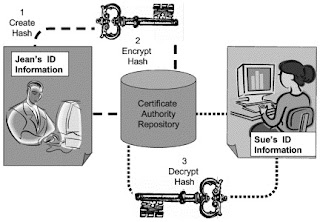 1
Create
Hash
2
Encrypt
Hash
Jean's ID
Information
Certificate
Authority
Repository
Sue's ID
Information
3
Decrypt
Hash